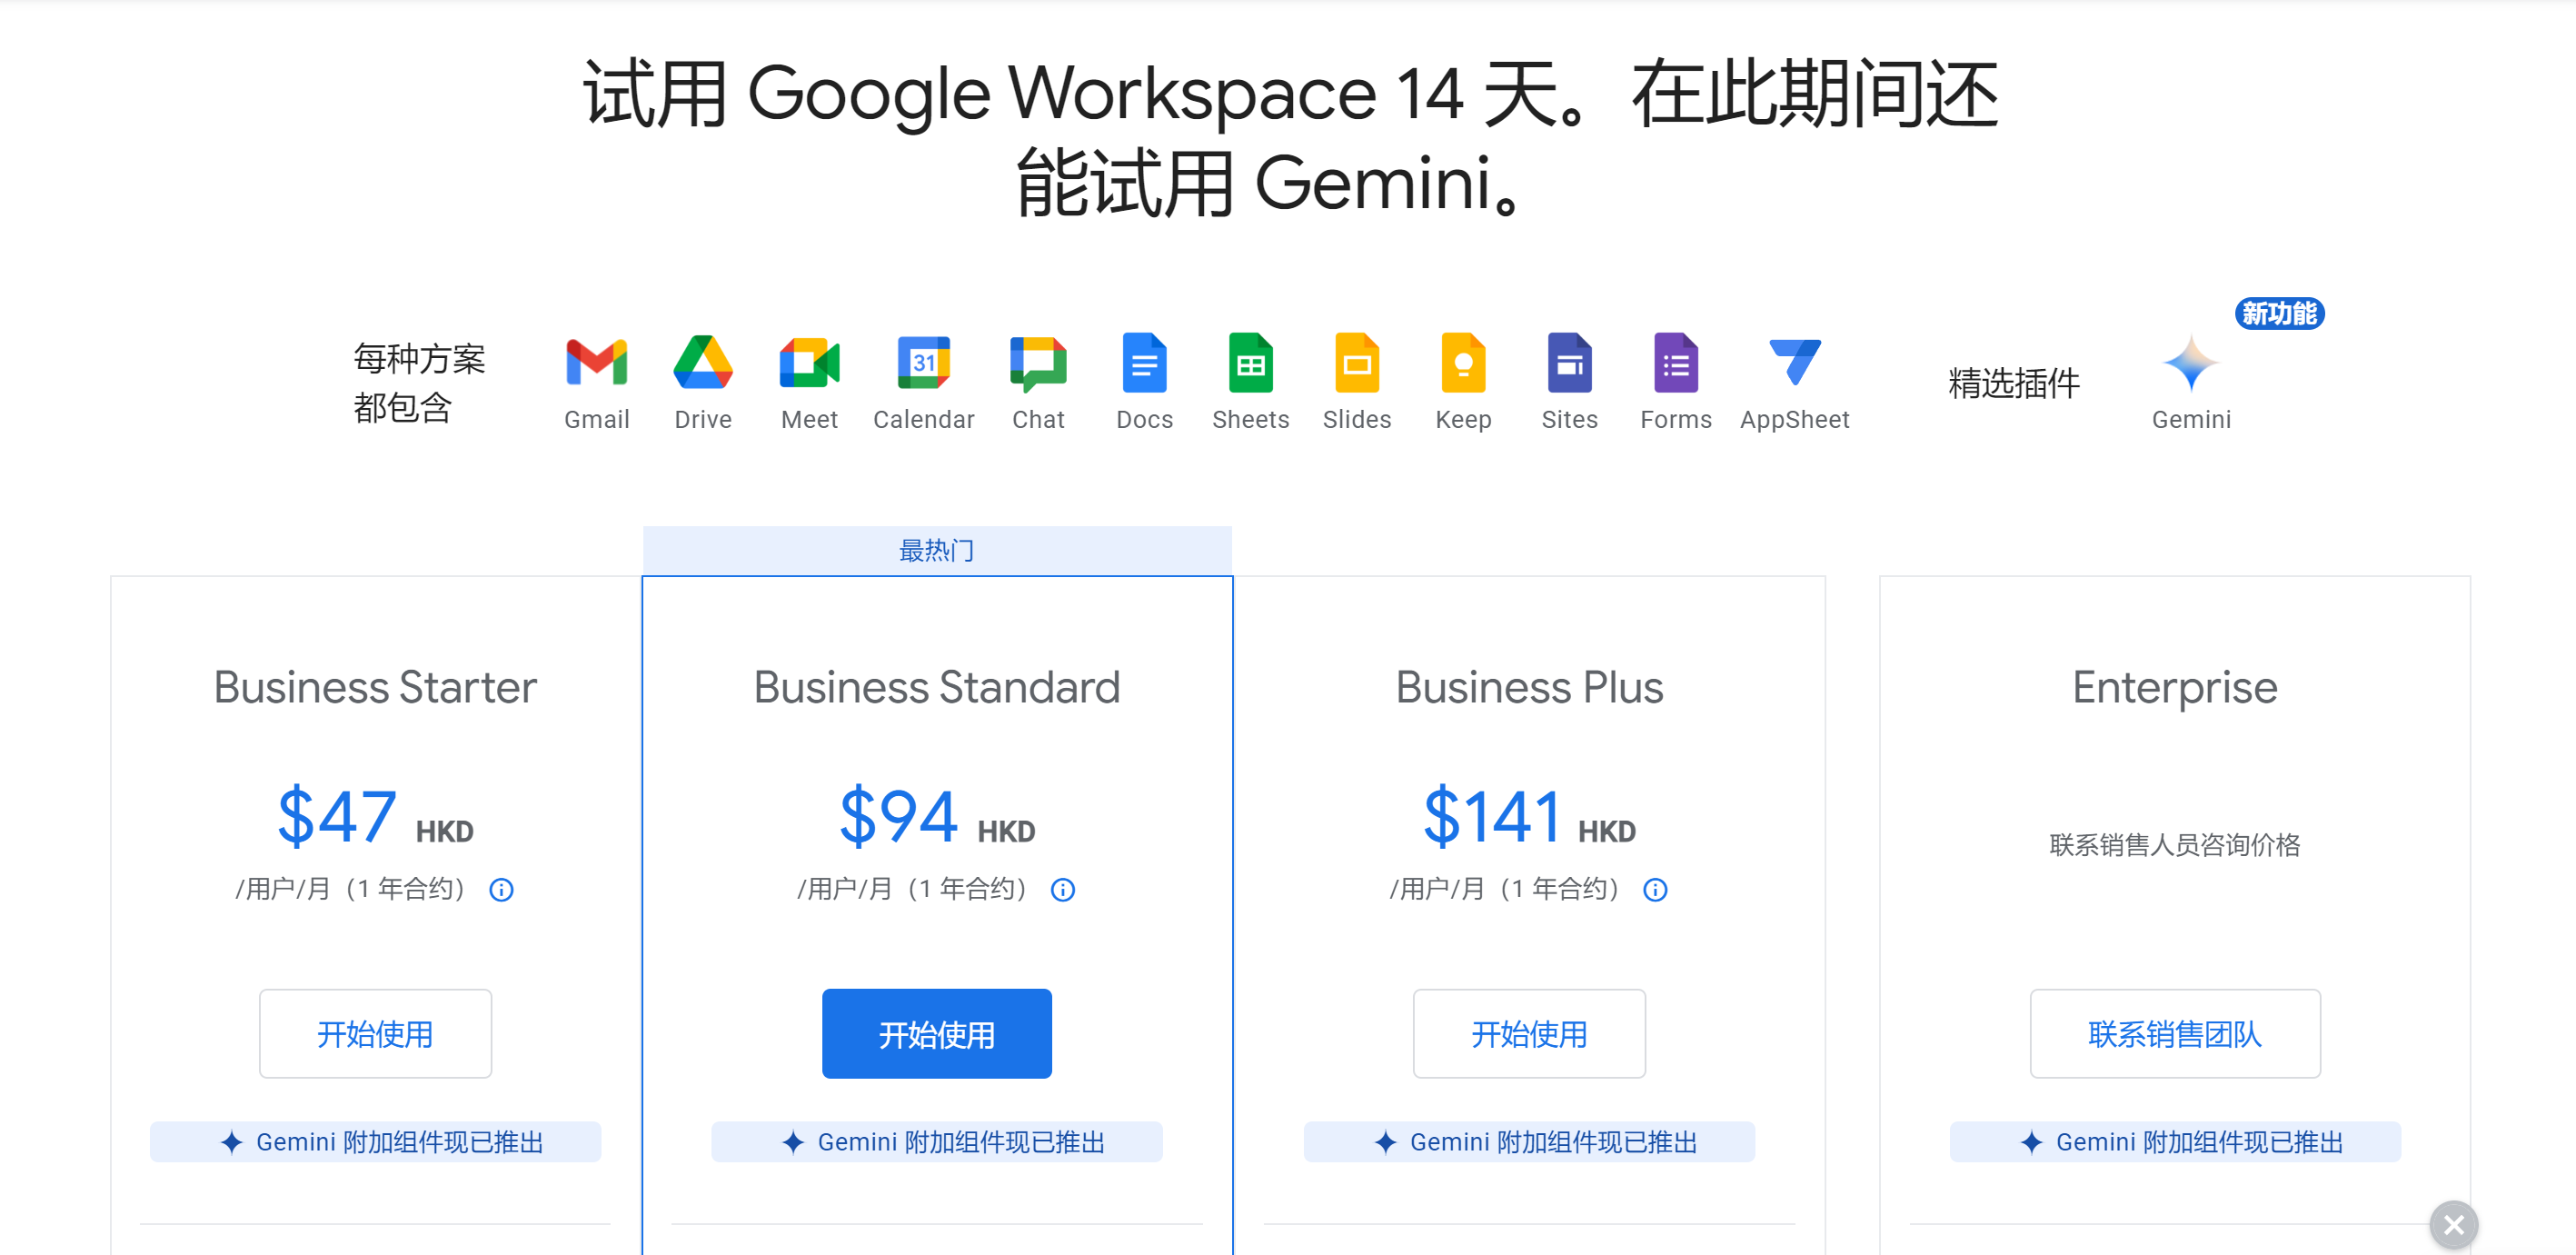 试用 Google Workspace 14 天。在此期间还
能试用 Gemini。
每种方案
都包含
Gmail
Drive
31
Meet
Calendar
Chat
Docs
Sheets
Slides
Keep
Sites
Forms
AppSheet
精选插件
新功能
Gemini
最热门
Business Starter
$47 HKD
/用户/月（1 年合约）
开始使用
Gemini 附加组件现已推出
Business Standard
$94 HKD
/用户/月（1 年合约）
开始使用
Gemini 附加组件现已推出
Business Plus
$141 HKD
/用户/月（1 年合约）
开始使用
Gemini 附加组件现已推出
Enterprise
联系销售人员咨询价格
联系销售团队
Gemini 附加组件现已推出